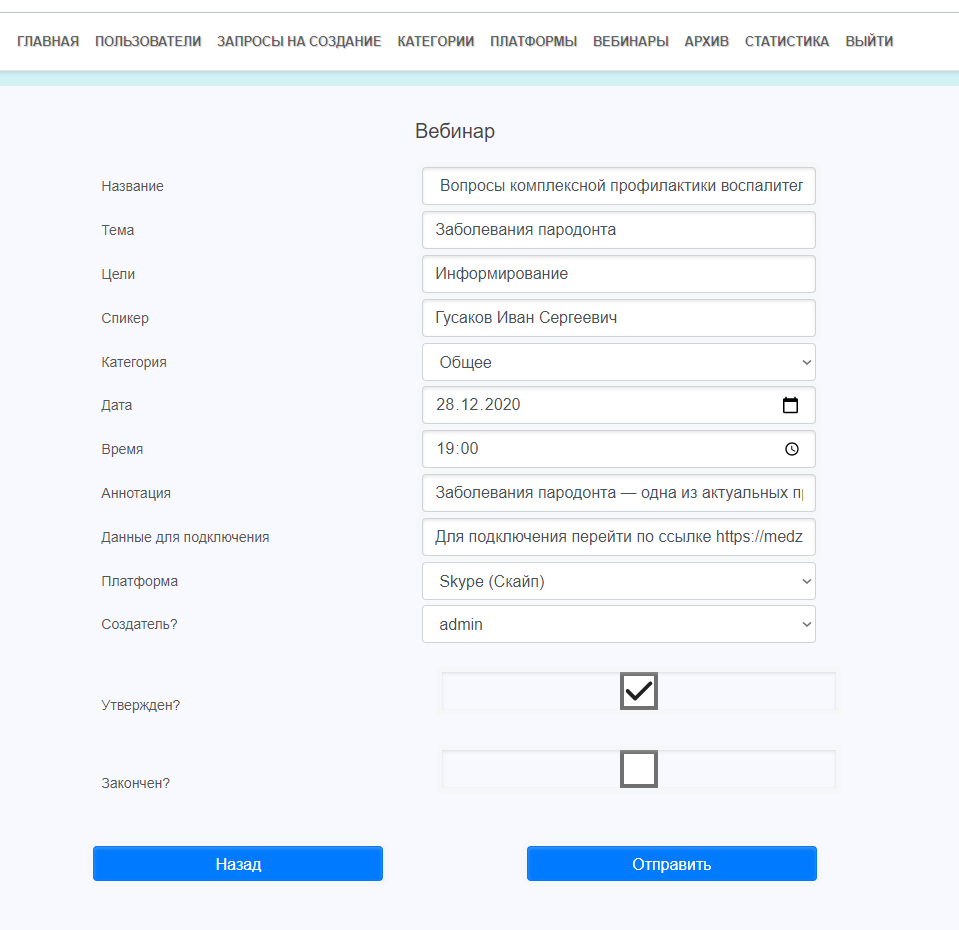 ГЛАВНАЯ ПОЛЬЗОВАТЕЛИ ЗАПРОСЫ НА СОЗДАНИЕ КАТЕГОРИИ ПЛАТФОРМЫ ВЕБИНАРЫ АРХИВ СТАТИСТИКА ВЫЙТИ
Вебинар
Название Вопросы комплексной профилактики воспалител
Тема Заболевания пародонта
Цели Информирование
Спикер Гусаков Иван Сергеевич
Категория Общее
Дата 28.12.2020
Время 19:00
Аннотация Заболевания пародонта — одна из актуальных п
Данные для подключения Для подключения перейти по ссылке https://medz
Платформа Skype (Скайп)
Создатель? admin
Утвержден?
Закончен?
Назад Отправить